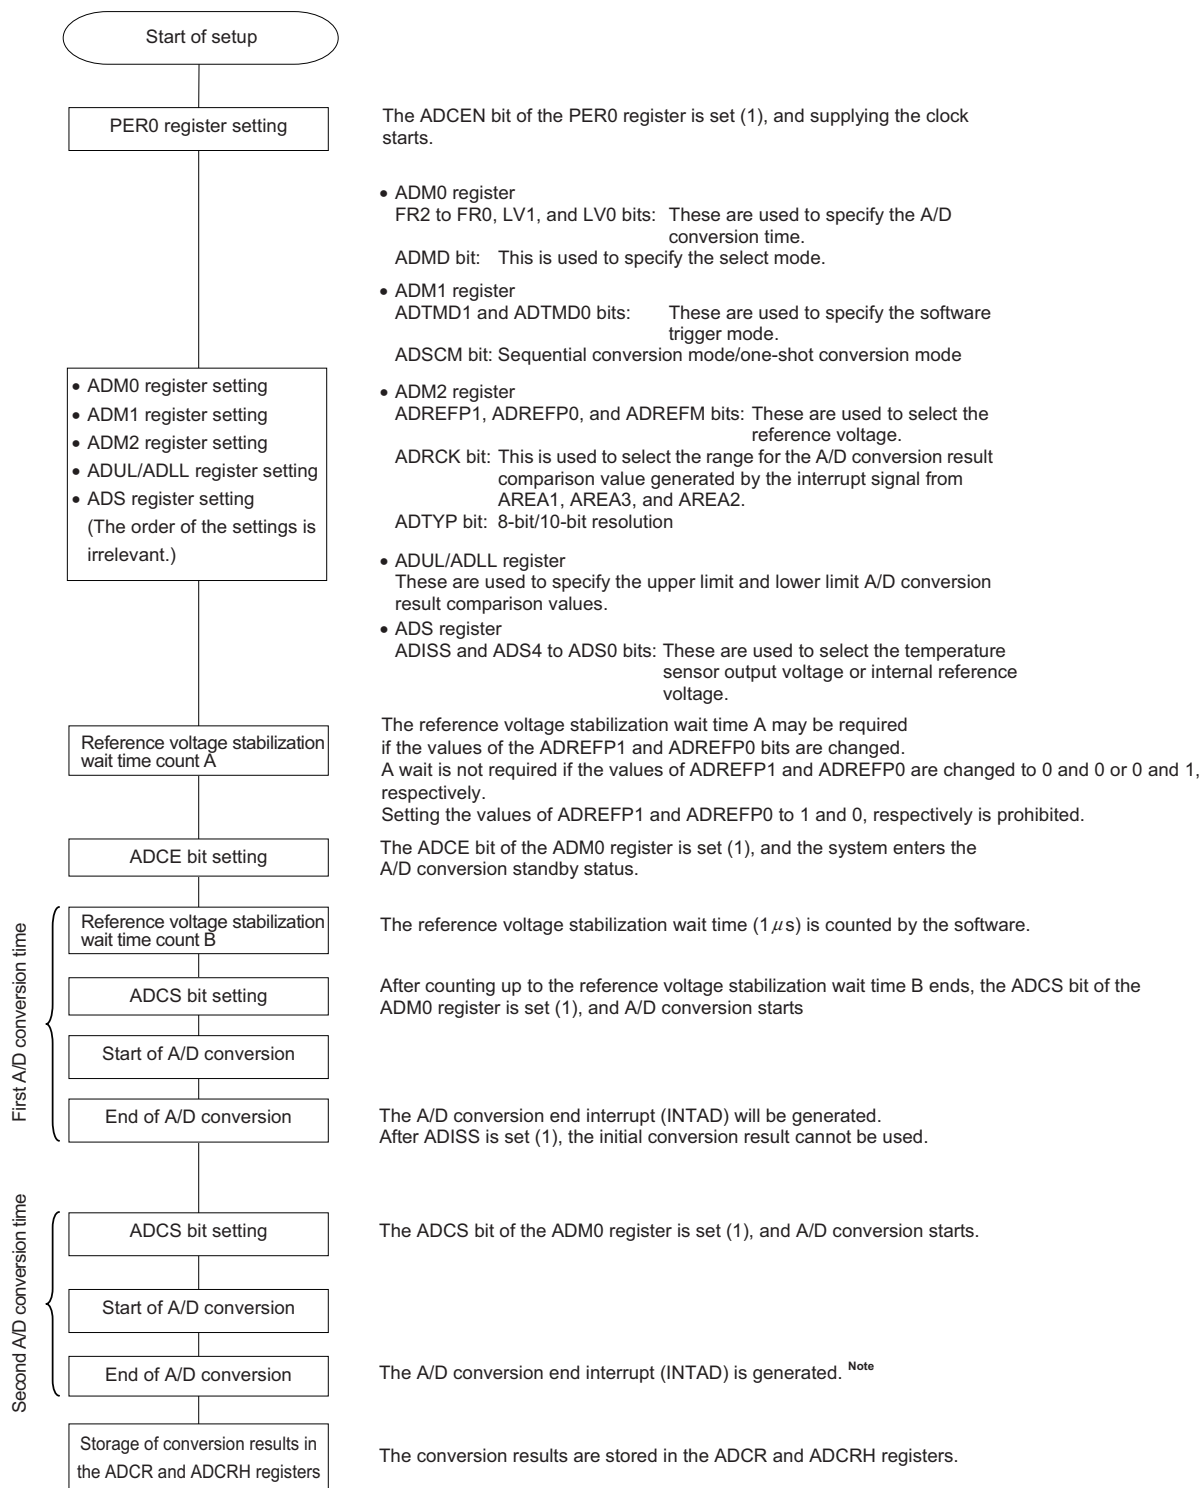 Start of setup
PER0 register setting
The ADCEN bit of the PER0 register is set (1), and supplying the clock
starts.
• ADM0 register
FR2 to FR0, LV1, and LV0 bits: These are used to specify the A/D
conversion time.
ADMD bit: This is used to specify the select mode.
• ADM1 register
ADTMD1 and ADTMD0 bits: These are used to specify the software
trigger mode.
ADSCM bit: Sequential conversion mode/one-shot conversion mode
• ADM0 register setting
• ADM1 register setting
• ADM2 register setting
• ADUL/ADLL register setting
• ADS register setting
(The order of the settings is
irrelevant.)
• ADM2 register
ADREFP1, ADREFP0, and ADREFM bits: These are used to select the
reference voltage.
ADRCK bit: This is used to select the range for the A/D conversion result
comparison value generated by the interrupt signal from
AREA1, AREA3, and AREA2.
ADTYP bit: 8-bit/10-bit resolution
• ADUL/ADLL register
These are used to specify the upper limit and lower limit A/D conversion
result comparison values.
• ADS register
ADISS and ADS4 to ADS0 bits: These are used to select the temperature
sensor output voltage or internal reference
voltage.
Reference voltage stabilization
wait time count A
The reference voltage stabilization wait time A may be required
if the values of the ADREFP1 and ADREFP0 bits are changed.
A wait is not required if the values of ADREFP1 and ADREFP0 are changed to 0 and 0 or 0 and 1,
respectively.
Setting the values of ADREFP1 and ADREFP0 to 1 and 0, respectively is prohibited.
ADCE bit setting
The ADCE bit of the ADM0 register is set (1), and the system enters the
A/D conversion standby status.
First A/D conversion time
Reference voltage stabilization
wait time count B
The reference voltage stabilization wait time (1 μs) is counted by the software.
ADCS bit setting
After counting up to the reference voltage stabilization wait time B ends, the ADCS bit of the
ADM0 register is set (1), and A/D conversion starts
Start of A/D conversion
End of A/D conversion
The A/D conversion end interrupt (INTAD) will be generated.
After ADISS is set (1), the initial conversion result cannot be used.
Second A/D conversion time
ADCS bit setting
The ADCS bit of the ADM0 register is set (1), and A/D conversion starts.
Start of A/D conversion
End of A/D conversion
The A/D conversion end interrupt (INTAD) is generated. Note
Storage of conversion results in
the ADCR and ADCRH registers
The conversion results are stored in the ADCR and ADCRH registers.